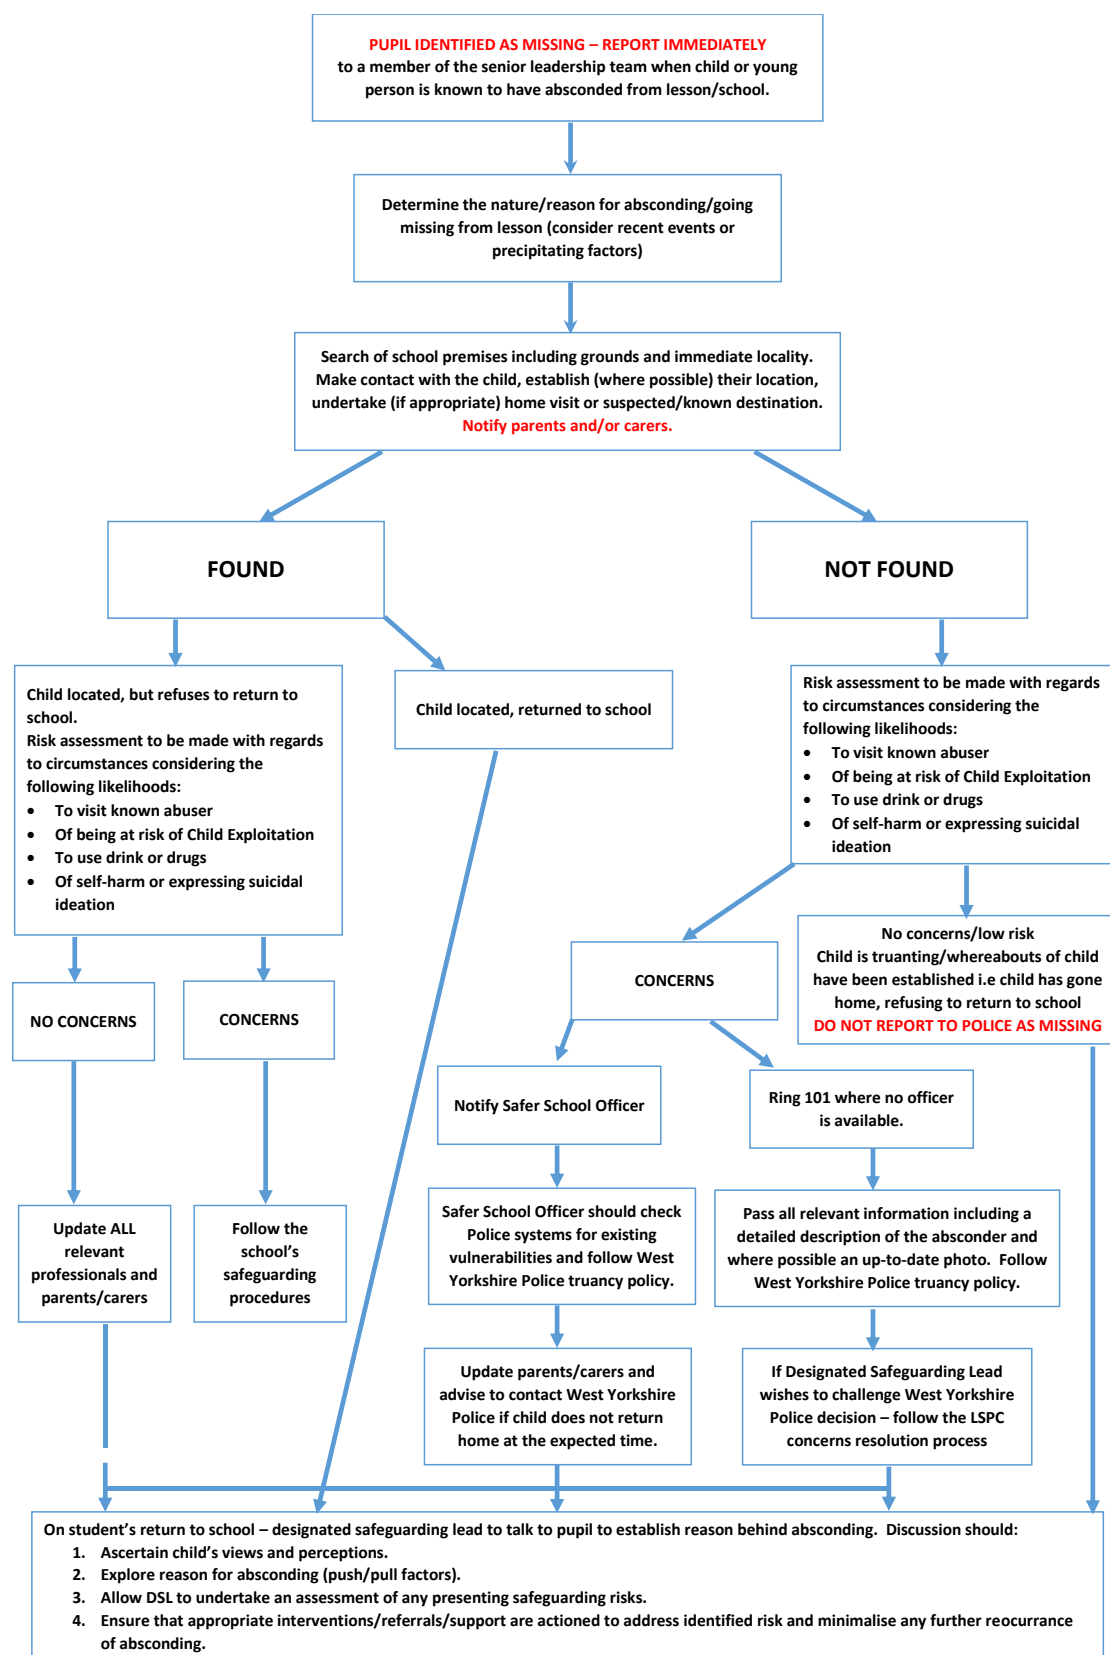 PUPIL IDENTIFIED AS MISSING – REPORT IMMEDIATELY
to a member of the senior leadership team when child or young
person is known to have absconded from lesson/school.
Determine the nature/reason for absconding/going
missing from lesson (consider recent events or
precipitating factors)
Search of school premises including grounds and immediate locality.
Make contact with the child, establish (where possible) their location,
undertake (if appropriate) home visit or suspected/known destination.
Notify parents and/or carers.
FOUND
NOT FOUND
Child located, but refuses to return to
school.
Risk assessment to be made with regards
to circumstances considering the
following likelihoods:
• To visit known abuser
• Of being at risk of Child Exploitation
• To use drink or drugs
• Of self-harm or expressing suicidal
ideation
Child located, returned to school
Risk assessment to be made with regards
to circumstances considering the
following likelihoods:
• To visit known abuser
• Of being at risk of Child Exploitation
• To use drink or drugs
• Of self-harm or expressing suicidal
ideation
No concerns/low risk
Child is truanting/whereabouts of child
have been established i.e child has gone
home, refusing to return to school
DO NOT REPORT TO POLICE AS MISSING
CONCERNS
NO CONCERNS
CONCERNS
Notify Safer School Officer
Ring 101 where no officer
is available.
Update ALL
relevant
professionals and
parents/carers
Follow the
school's
safeguarding
procedures
Safer School Officer should check
Police systems for existing
vulnerabilities and follow West
Yorkshire Police truancy policy.
Pass all relevant information including a
detailed description of the absconder and
where possible an up-to-date photo.  Follow
West Yorkshire Police truancy policy.
Update parents/carers and
advise to contact West Yorkshire
Police if child does not return
home at the expected time.
If Designated Safeguarding Lead
wishes to challenge West Yorkshire
Police decision – follow the LSPC
concerns resolution process
On student's return to school – designated safeguarding lead to talk to pupil to establish reason behind absconding.  Discussion should:
1. Ascertain child's views and perceptions.
2. Explore reason for absconding (push/pull factors).
3. Allow DSL to undertake an assessment of any presenting safeguarding risks.
4. Ensure that appropriate interventions/referrals/support are actioned to address identified risk and minimalise any further reocurrance
of absconding.